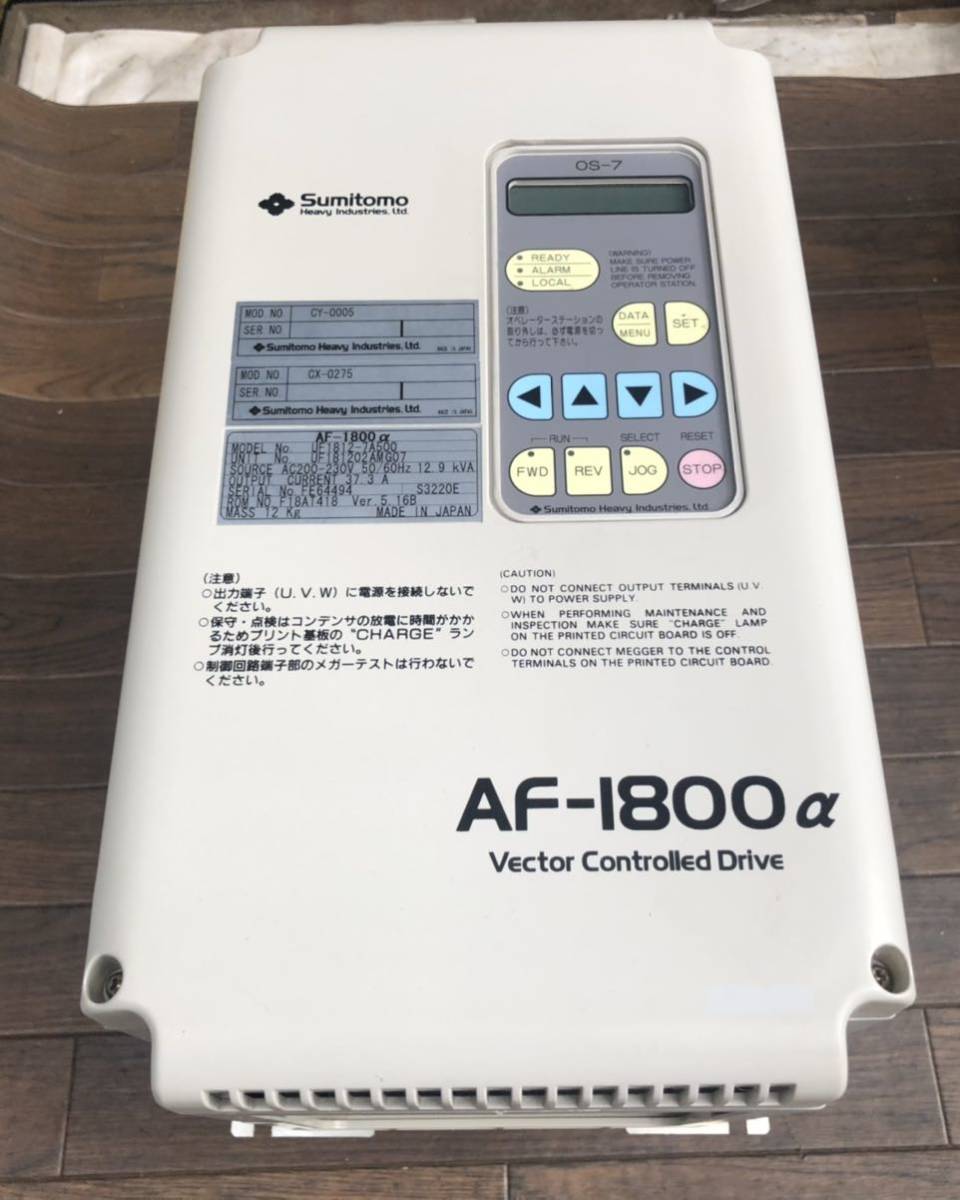 Sumitomo
Heavy Industries, Ltd.
OS-7
READY
ALARM
LOCAL
(WARNING)
MAKE SURE POWER
LINE IS TURNED OFF
BEFORE REMOVING
OPERATOR STATION.
(注意)
オペレーターステーションの
取り外しは、必ず電源を切っ
てから行って下さい。
DATA
MENU
SET
RUN
SELECT
RESET
FWD
REV
JOG
STOP
Sumitomo Heavy Industries, Ltd.
MOD NO CY-0005
SER NO
Sumitomo Heavy Industries, Ltd.
MOD NO CX-0275
SER NO
Sumitomo Heavy Industries, Ltd.
AF-1800α
MODEL No UF1812-7A500
UNIT No UF181202AMG07
SOURCE AC200-230V 50/60Hz 12.9 kVA
OUTPUT CURRENT 37.3 A
SERIAL No FE64494 S3220E
ROM NO F18AT418 Ver.5.16B
MASS 12 Kg MADE IN JAPAN
(注意)
○出力端子(U.V.W)に電源を接続しないで
ください。
○保守・点検はコンデンサの放電に時間がかか
るためプリント基板の“CHARGE”ラン
プ消灯後行ってください。
○制御回路端子部のメガーテストは行わないで
ください。
(CAUTION)
○DO NOT CONNECT OUTPUT TERMINALS (U.V.
W) TO POWER SUPPLY.
○WHEN PERFORMING MAINTENANCE AND
INSPECTION MAKE SURE “CHARGE” LAMP
ON THE PRINTED CIRCUIT BOARD IS OFF.
○DO NOT CONNECT MEGGER TO THE CONTROL
TERMINALS ON THE PRINTED CIRCUIT BOARD.
AF-1800α
Vector Controlled Drive